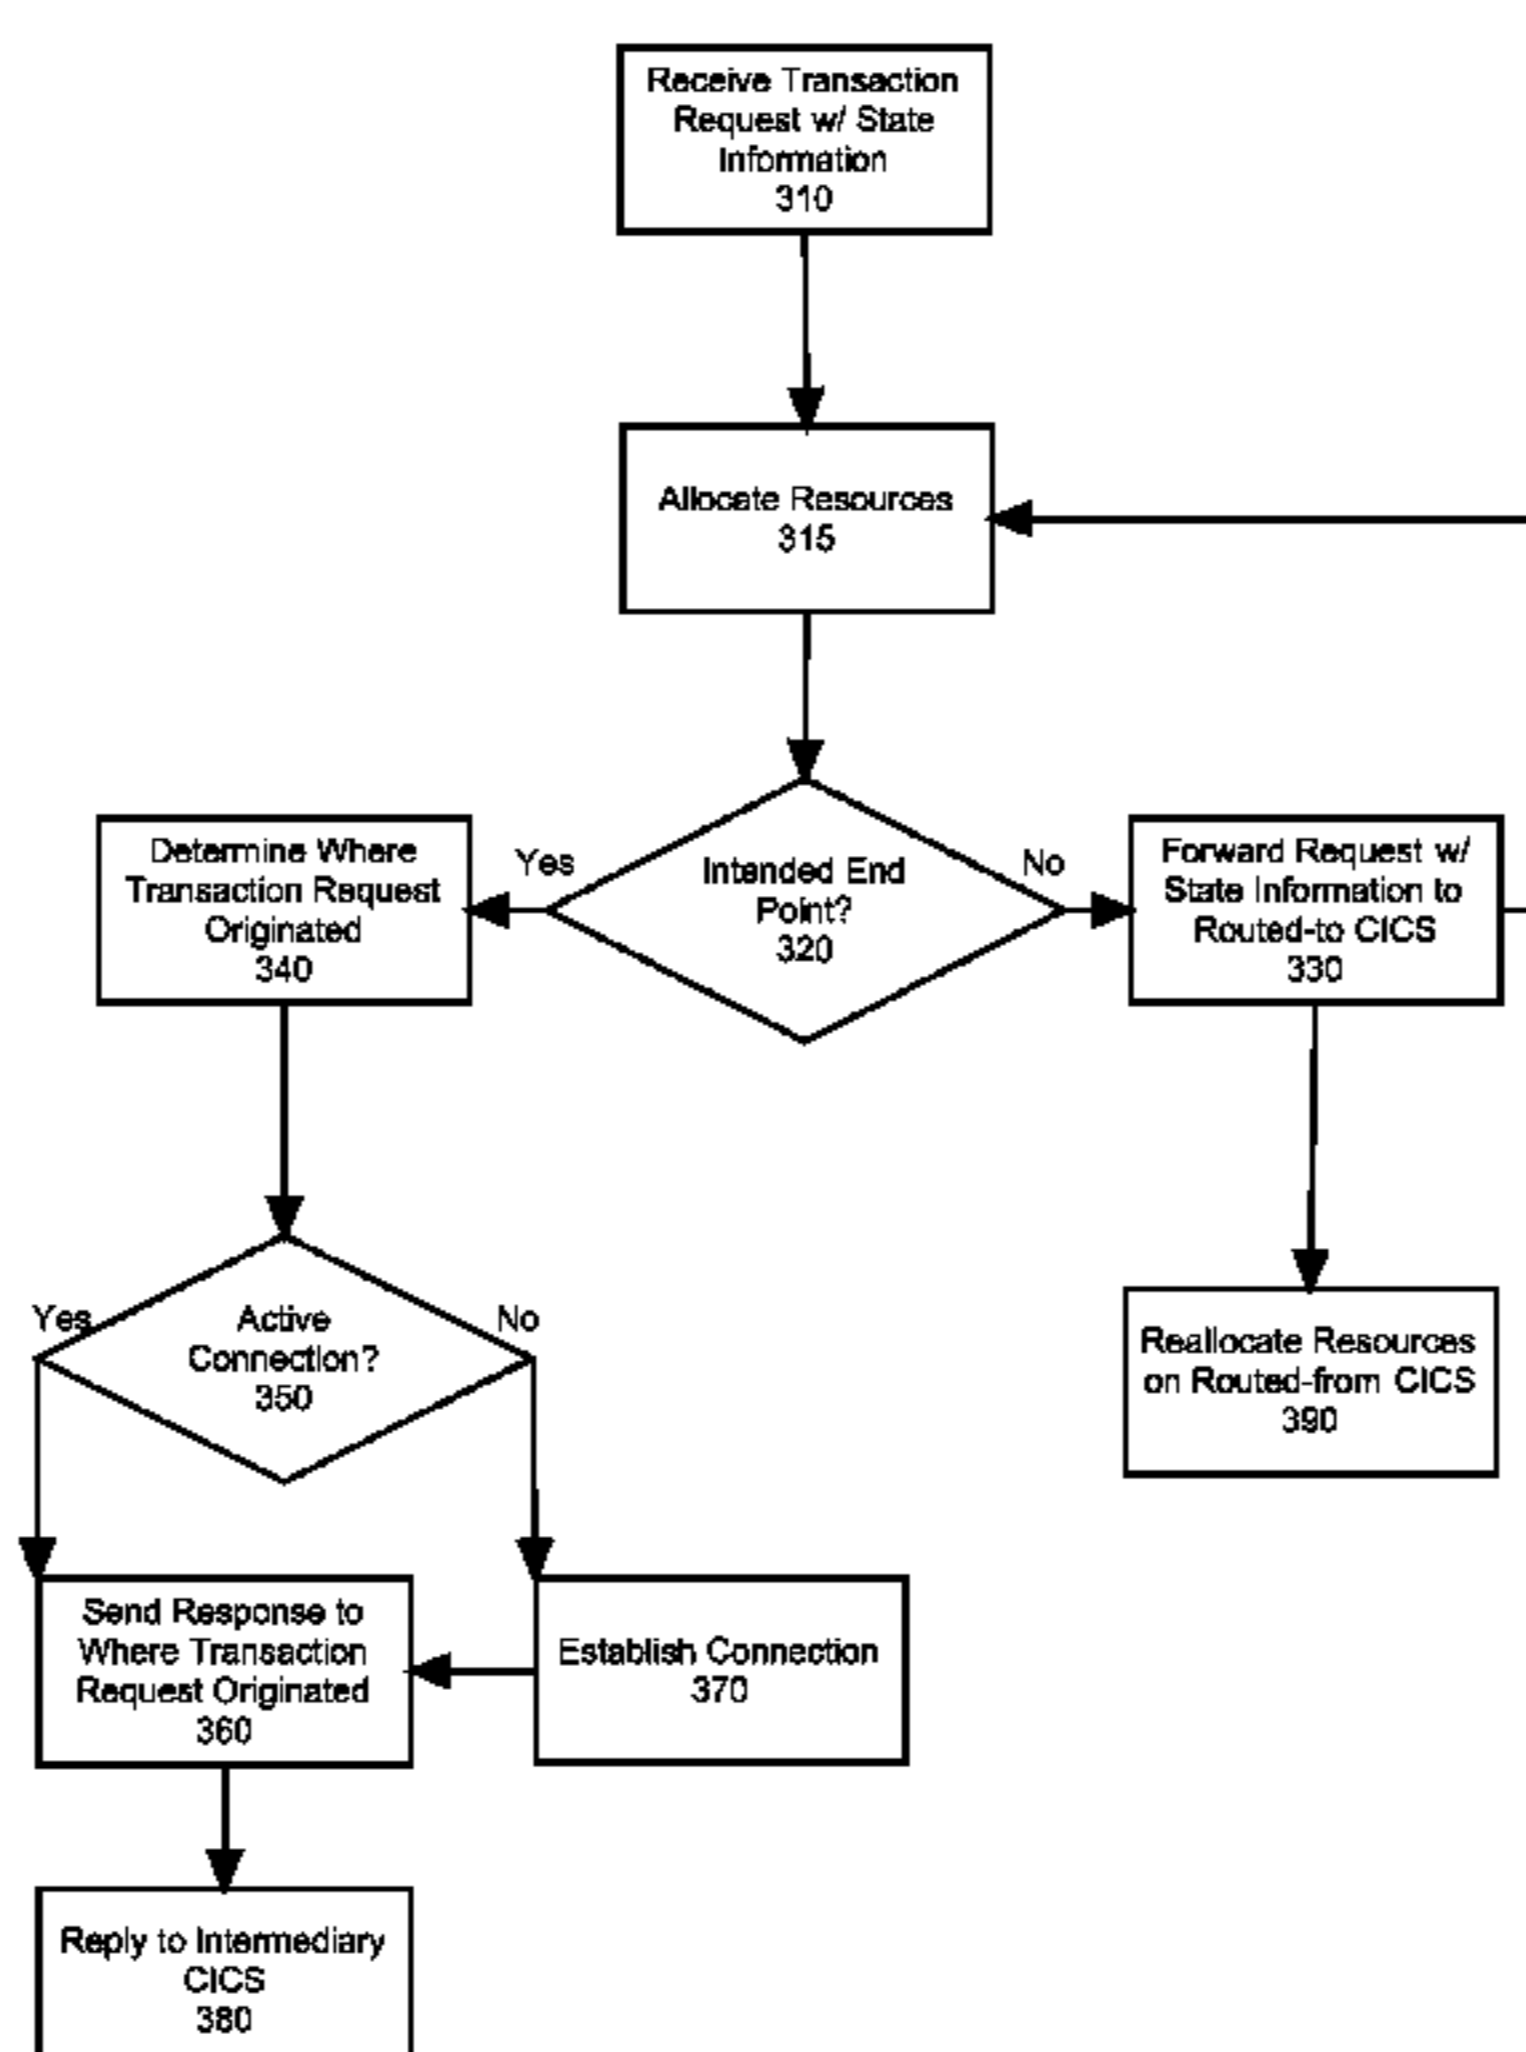 Receive Transaction
Request w/ State
Information
310
Allocate Resources
315
Intended End
Point?
320
Yes
No
Determine Where
Transaction Request
Originated
340
Forward Request w/
State Information to
Routed-to CICS
330
Active
Connection?
350
Yes
No
Reallocate Resources
on Routed-from CICS
390
Send Response to
Where Transaction
Request Originated
360
Establish Connection
370
Reply to Intermediary
CICS
380